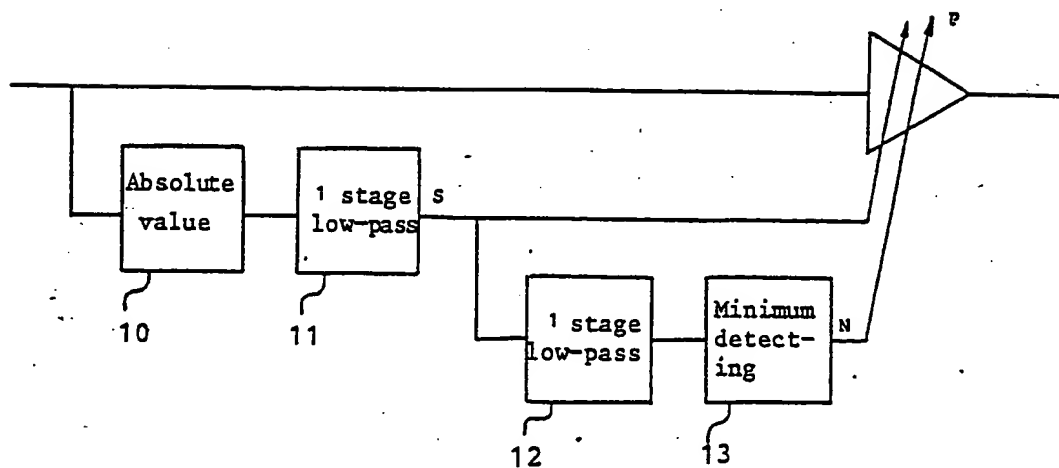 P
Absolute
value
1 stage
low-pass
S
10
11
1 stage
low-pass
Minimum
detect-
ing
N
12
13